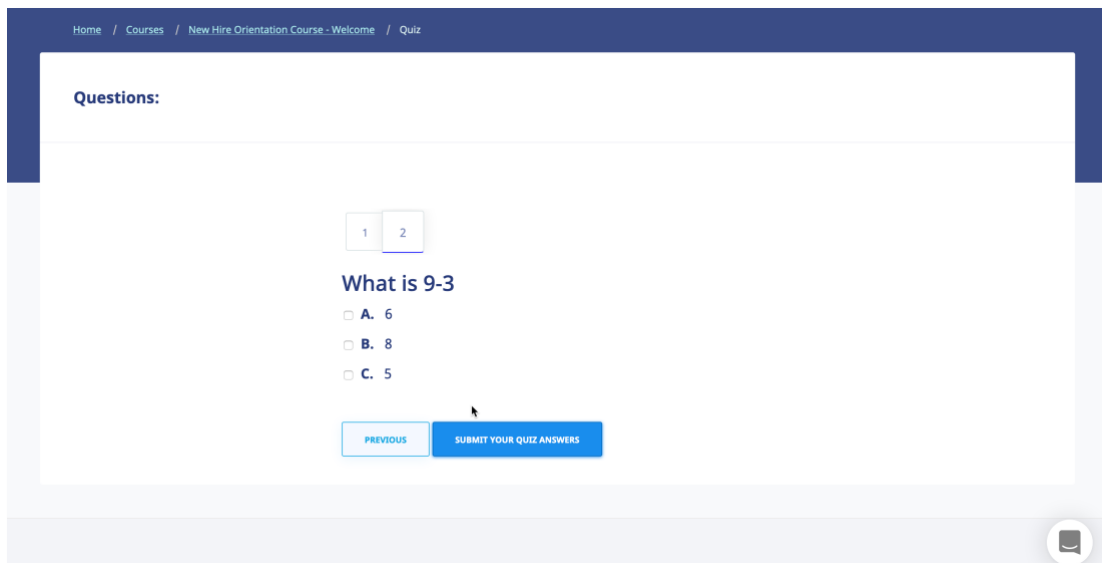 Home / Courses / New Hire Orientation Course - Welcome / Quiz
Questions:
1 2
What is 9-3
A. 6
B. 8
C. 5
PREVIOUS SUBMIT YOUR QUIZ ANSWERS